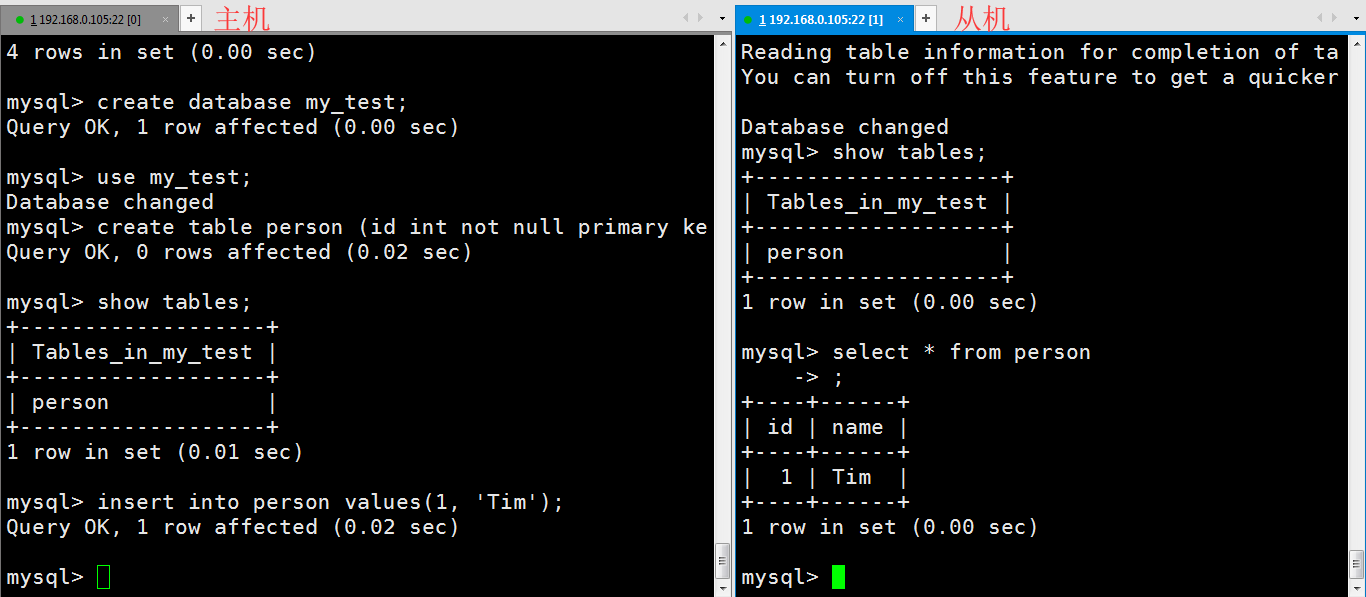 1 192.168.0.105:22 [0] × + 主机
4 rows in set (0.00 sec)
mysql> create database my_test;
Query OK, 1 row affected (0.00 sec)
mysql> use my_test;
Database changed
mysql> create table person (id int not null primary ke
Query OK, 0 rows affected (0.02 sec)
mysql> show tables;
+-------------------+
| Tables_in_my_test |
+-------------------+
| person            |
+-------------------+
1 row in set (0.01 sec)
mysql> insert into person values(1, 'Tim');
Query OK, 1 row affected (0.02 sec)
mysql>
1 192.168.0.105:22 [1] × + 从机
Reading table information for completion of ta
You can turn off this feature to get a quicker
Database changed
mysql> show tables;
+-------------------+
| Tables_in_my_test |
+-------------------+
| person            |
+-------------------+
1 row in set (0.00 sec)
mysql> select * from person
    -> ;
+----+------+
| id | name |
+----+------+
|  1 | Tim  |
+----+------+
1 row in set (0.00 sec)
mysql>